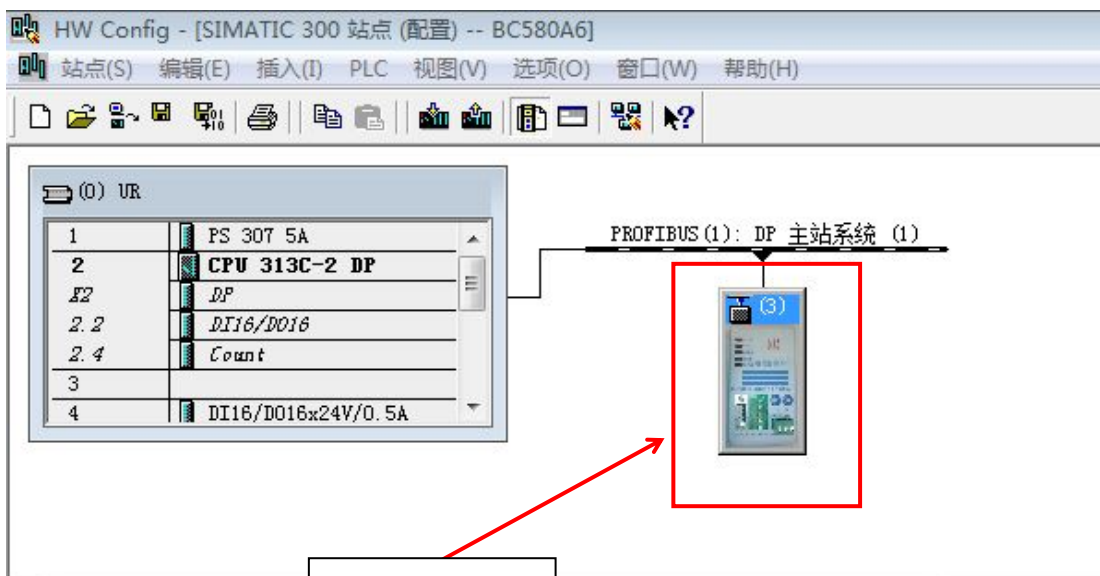 HW Config - [SIMATIC 300 站点 (配置) -- BC580A6]
站点(S) 编辑(E) 插入(I) PLC 视图(V) 选项(O) 窗口(W) 帮助(H)
(0) UR
1 PS 307 5A
2 CPU 313C-2 DP
X2 DP
2.2 DI16/DO16
2.4 Count
3
4 DI16/DO16x24V/0.5A
PROFIBUS(1): DP 主站系统 (1)
(3)